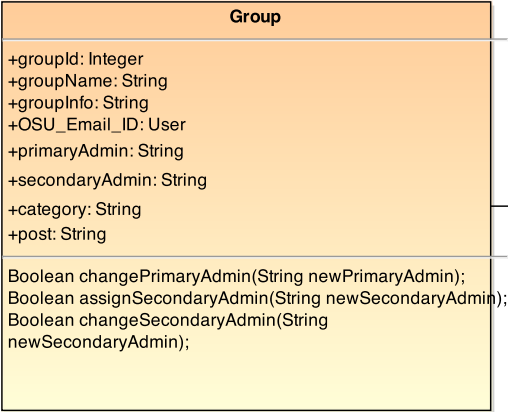 Group
+groupId: Integer
+groupName: String
+groupInfo: String
+OSU_Email_ID: User
+primaryAdmin: String
+secondaryAdmin: String
+category: String
+post: String
Boolean changePrimaryAdmin(String newPrimaryAdmin);
Boolean assignSecondaryAdmin(String newSecondaryAdmin);
Boolean changeSecondaryAdmin(String
newSecondaryAdmin);